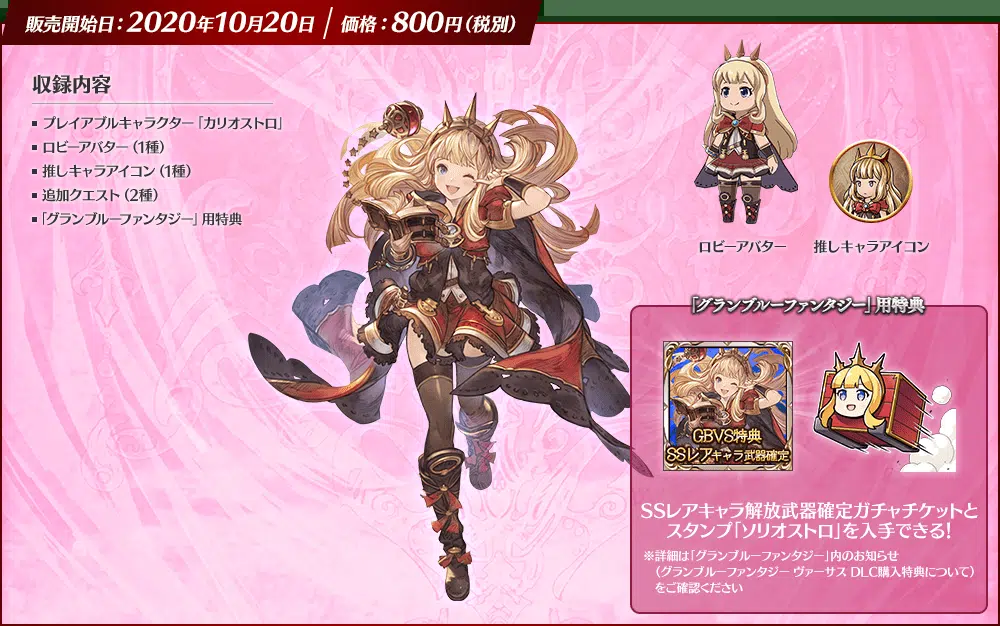 販売開始日：2020年10月20日 / 価格：800円（税別）
収録内容
▪ プレイアブルキャラクター「カリオストロ」
▪ ロビーアバター（1種）
▪ 推しキャラアイコン（1種）
▪ 追加クエスト（2種）
▪ 「グランブルーファンタジー」用特典
ロビーアバター 推しキャラアイコン
「グランブルーファンタジー」用特典
GBVS特典
SSレアキャラ武器確定
SSレアキャラ解放武器確定ガチャチケットと
スタンプ「ソリオストロ」を入手できる！
※詳細は「グランブルーファンタジー」内のお知らせ
（グランブルーファンタジー ヴァーサス DLC購入特典について）
をご確認ください